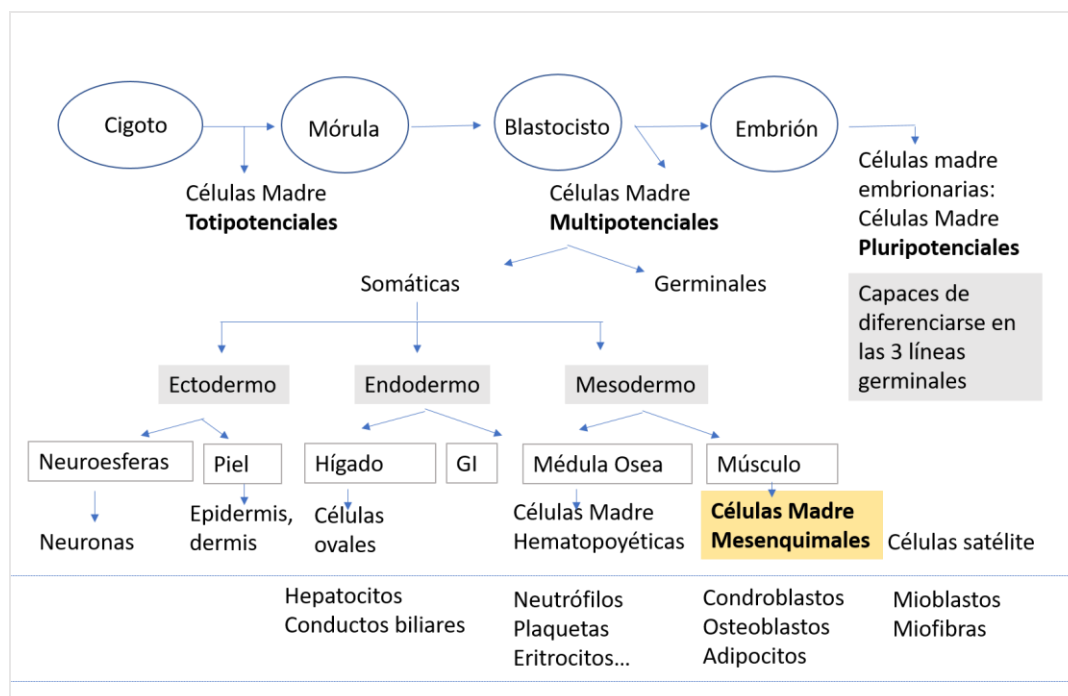 Cigoto
Mórula
Blastocisto
Embrión
Células Madre
Totipotenciales
Células Madre
Multipotenciales
Células madre
embrionarias:
Células Madre
Pluripotenciales
Somáticas
Germinales
Capaces de
diferenciarse en
las 3 líneas
germinales
Ectodermo
Endodermo
Mesodermo
Neuroesferas
Piel
Hígado
GI
Médula Osea
Músculo
Neuronas
Epidermis,
dermis
Células
ovales
Células Madre
Hematopoyéticas
Células Madre
Mesenquimales
Células satélite
Hepatocitos
Conductos biliares
Neutrófilos
Plaquetas
Eritrocitos...
Condroblastos
Osteoblastos
Adipocitos
Mioblastos
Miofibras